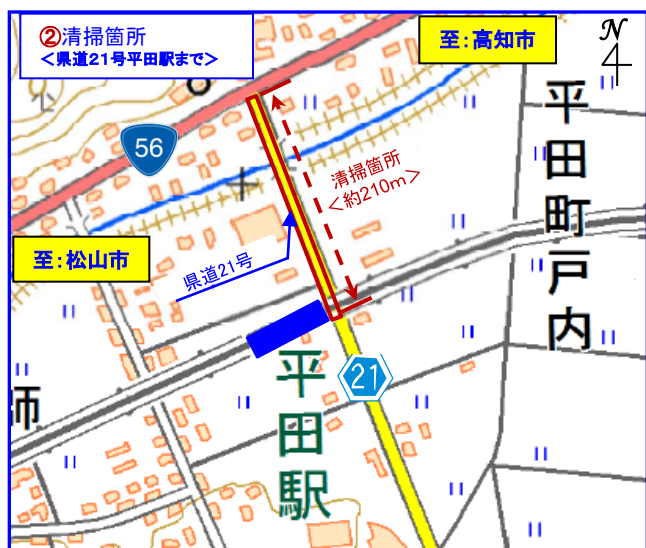 ②清掃箇所
<県道21号平田駅まで>
至:高知市
N
56
清掃箇所
<約210m>
平田町戸内
至:松山市
県道21号
21
平田駅
師